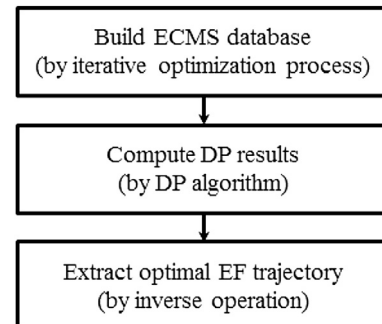 Build ECMS database
(by iterative optimization process)
Compute DP results
(by DP algorithm)
Extract optimal EF trajectory
(by inverse operation)